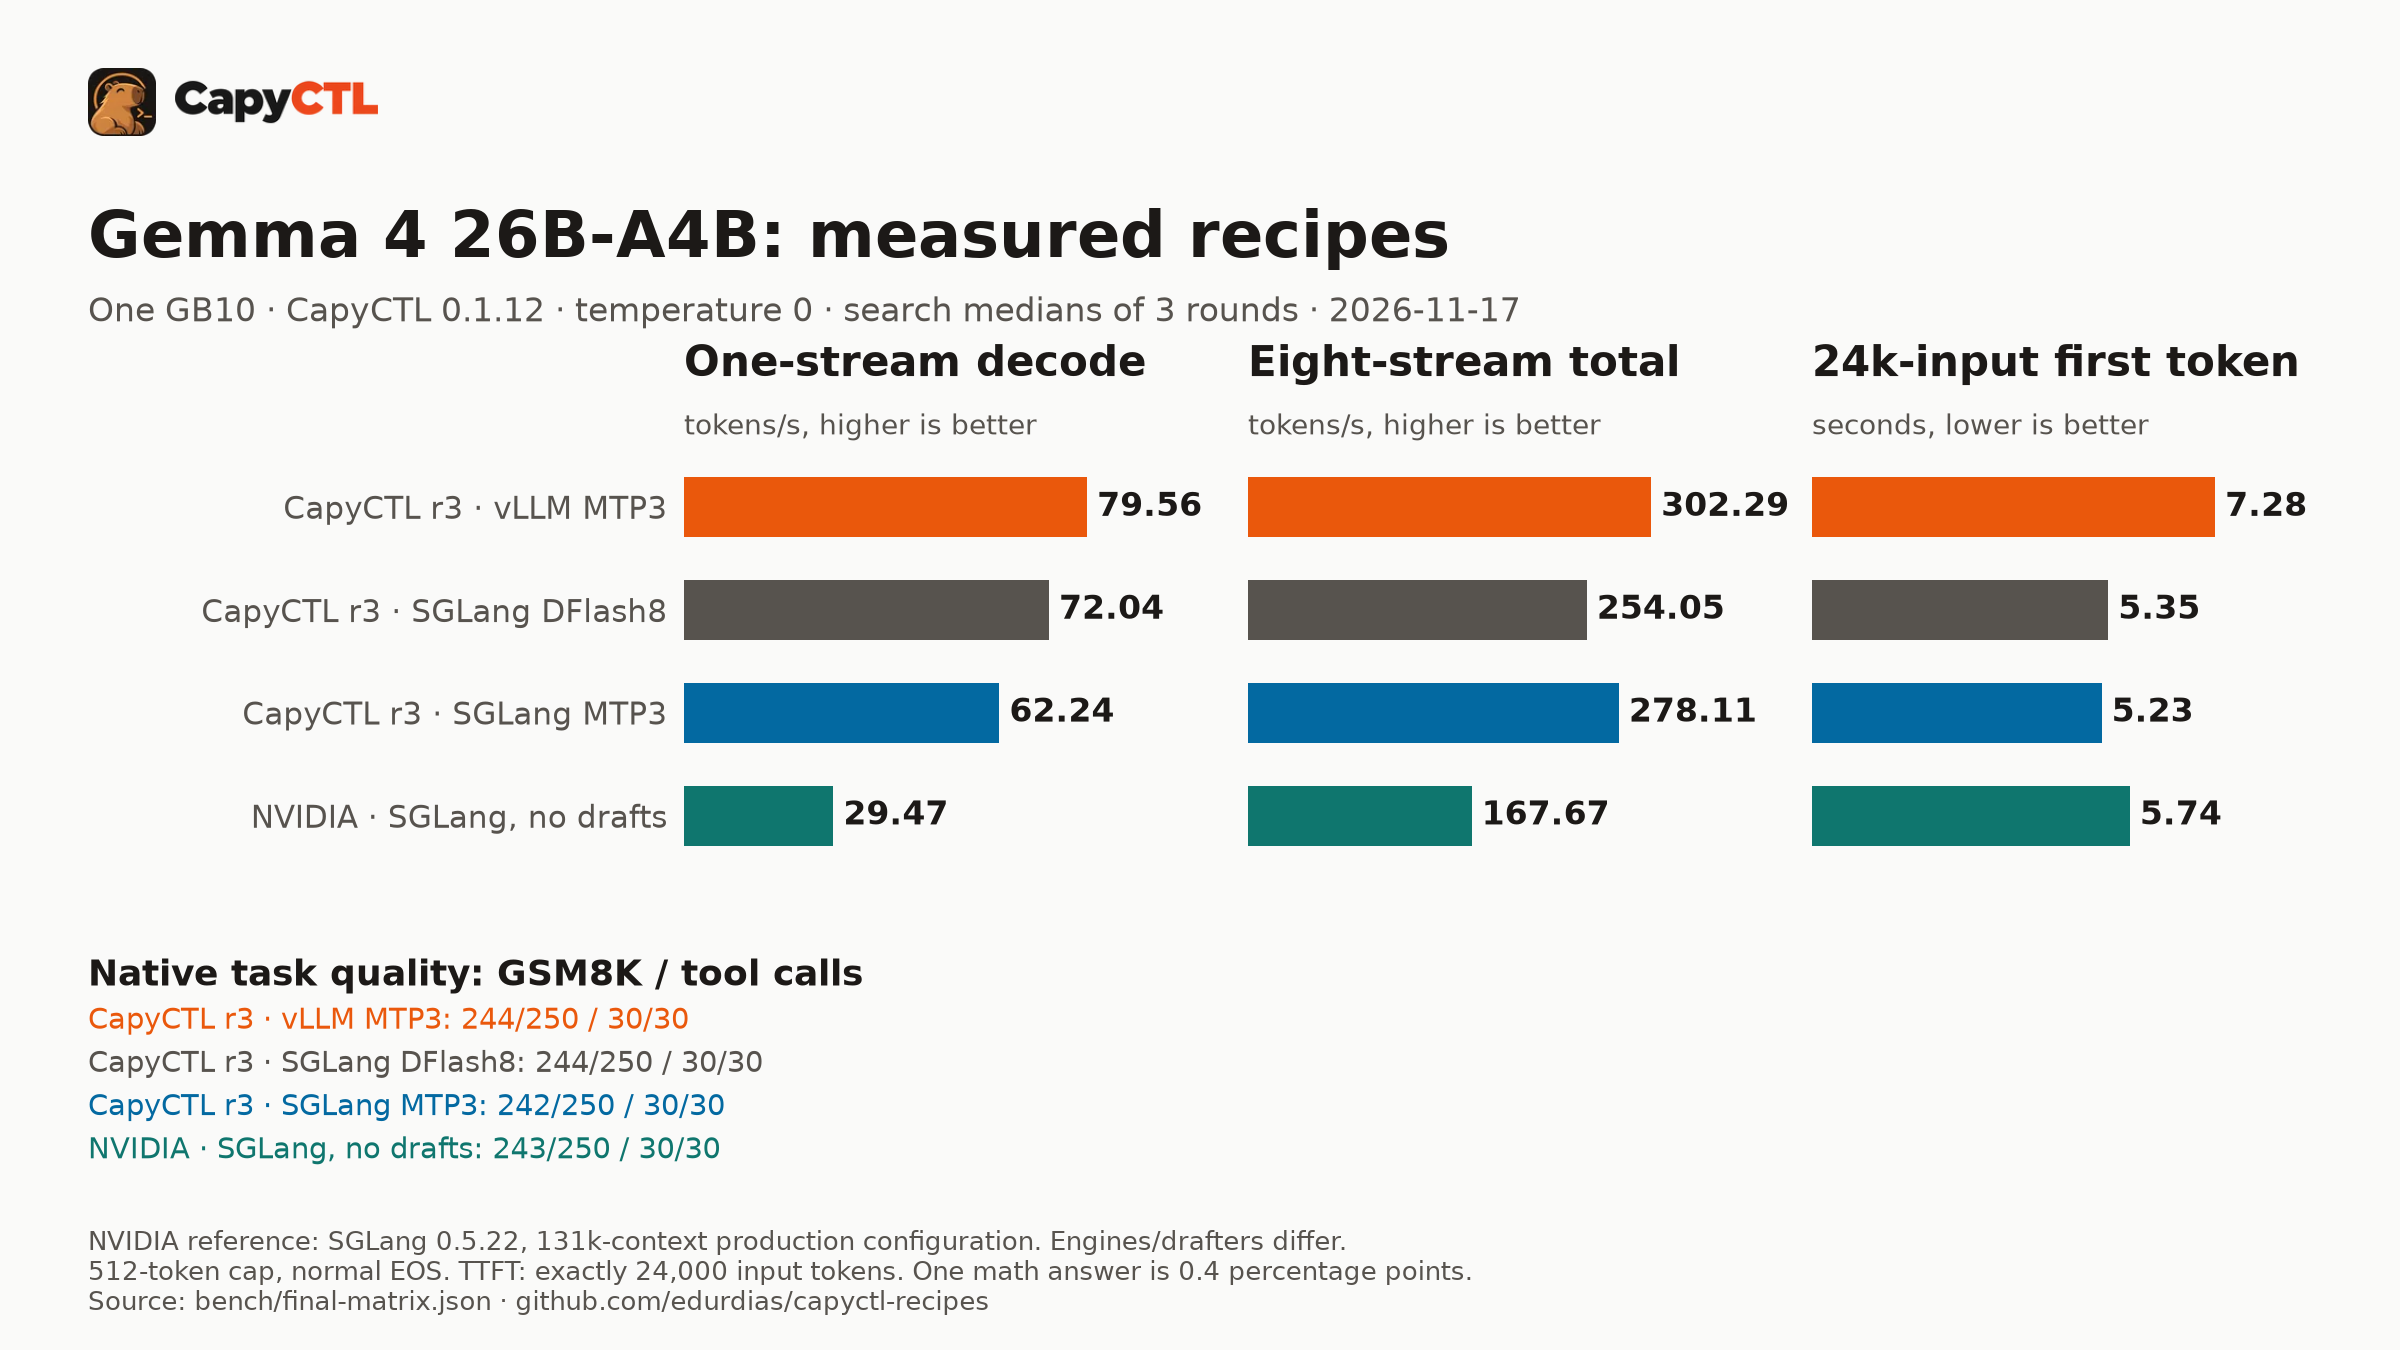 CapyCTL
Gemma 4 26B-A4B: measured recipes
One GB10 · CapyCTL 0.1.12 · temperature 0 · search medians of 3 rounds · 2026-11-17
One-stream decode
tokens/s, higher is better
Eight-stream total
tokens/s, higher is better
24k-input first token
seconds, lower is better
CapyCTL r3 · vLLM MTP3 79.56 302.29 7.28
CapyCTL r3 · SGLang DFlash8 72.04 254.05 5.35
CapyCTL r3 · SGLang MTP3 62.24 278.11 5.23
NVIDIA · SGLang, no drafts 29.47 167.67 5.74
Native task quality: GSM8K / tool calls
CapyCTL r3 · vLLM MTP3: 244/250 / 30/30
CapyCTL r3 · SGLang DFlash8: 244/250 / 30/30
CapyCTL r3 · SGLang MTP3: 242/250 / 30/30
NVIDIA · SGLang, no drafts: 243/250 / 30/30
NVIDIA reference: SGLang 0.5.22, 131k-context production configuration. Engines/drafters differ.
512-token cap, normal EOS. TTFT: exactly 24,000 input tokens. One math answer is 0.4 percentage points.
Source: bench/final-matrix.json · github.com/edurdias/capyctl-recipes